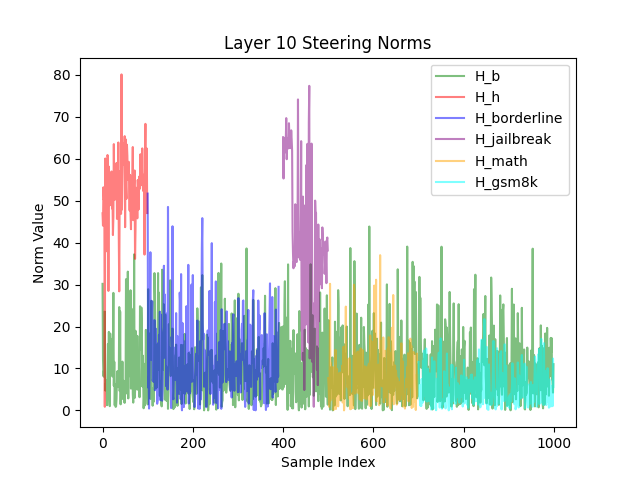 Layer 10 Steering Norms
H_b
H_h
H_borderline
H_jailbreak
H_math
H_gsm8k
Norm Value
80
70
60
50
40
30
20
10
0
0 200 400 600 800 1000
Sample Index